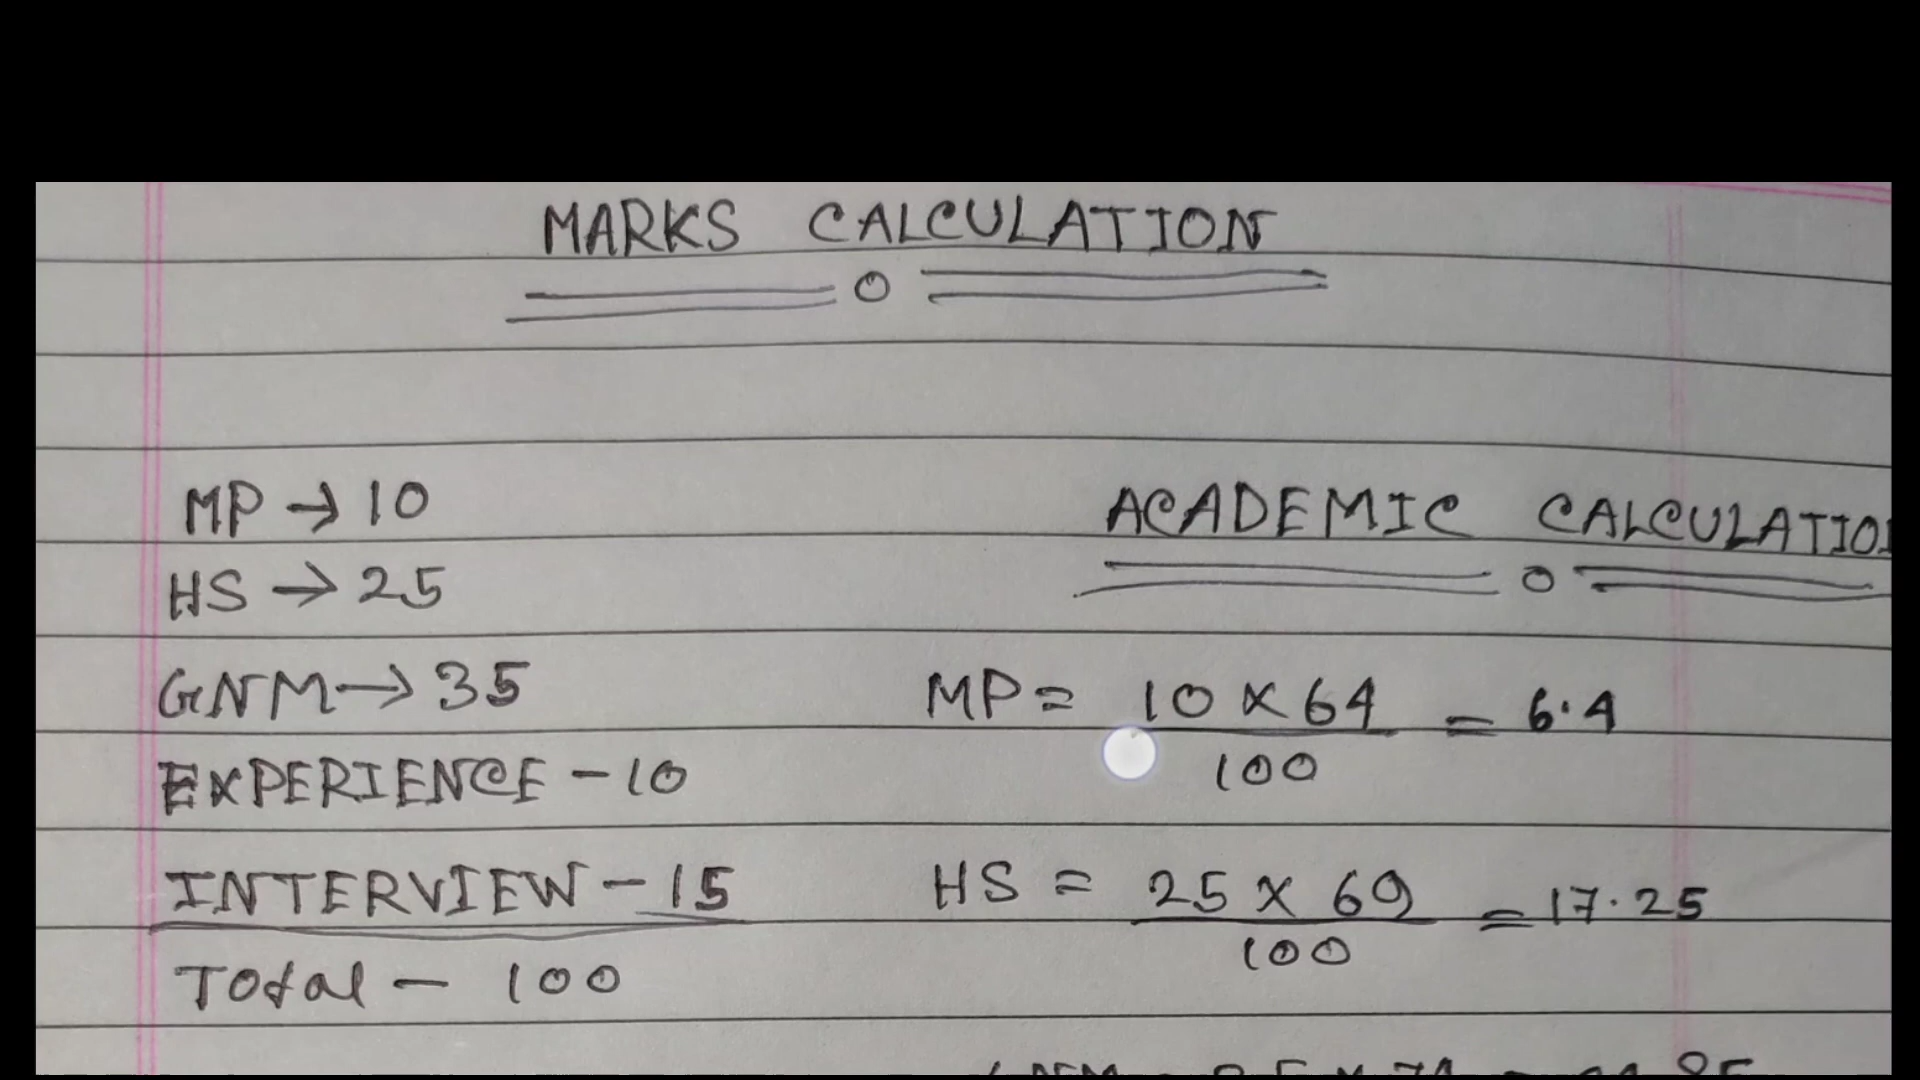 MARKS CALCULATION
MP → 10
HS → 25
GNM → 35
EXPERIENCE - 10
INTERVIEW - 15
Total - 100
ACADEMIC CALCULATIO
MP = 10 x 64 = 6.4
100
HS = 25 x 69 = 17.25
100